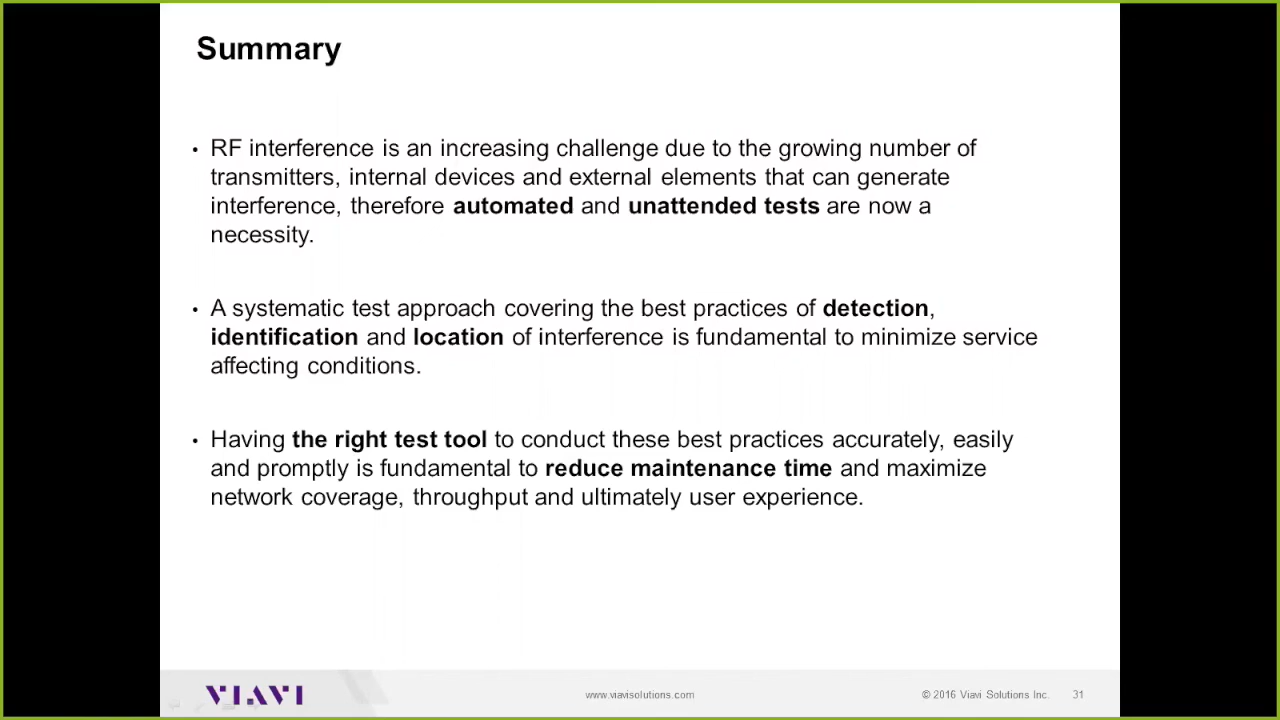 Summary
• RF interference is an increasing challenge due to the growing number of
transmitters, internal devices and external elements that can generate
interference, therefore automated and unattended tests are now a
necessity.
• A systematic test approach covering the best practices of detection,
identification and location of interference is fundamental to minimize service
affecting conditions.
• Having the right test tool to conduct these best practices accurately, easily
and promptly is fundamental to reduce maintenance time and maximize
network coverage, throughput and ultimately user experience.
VIAVI www.viavisolutions.com © 2016 Viavi Solutions Inc. 31